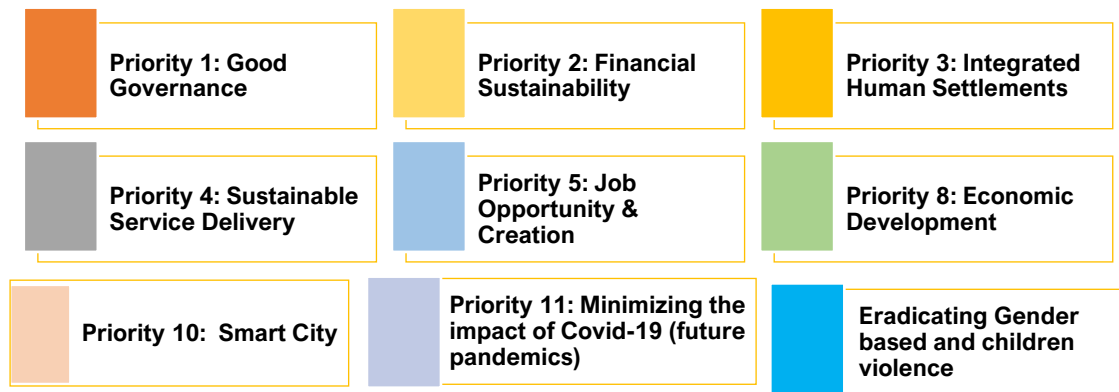 Priority 1: Good
Governance
Priority 2: Financial
Sustainability
Priority 3: Integrated
Human Settlements
Priority 4: Sustainable
Service Delivery
Priority 5: Job
Opportunity &
Creation
Priority 8: Economic
Development
Priority 10:  Smart City
Priority 11: Minimizing the
impact of Covid-19 (future
pandemics)
Eradicating Gender
based and children
violence